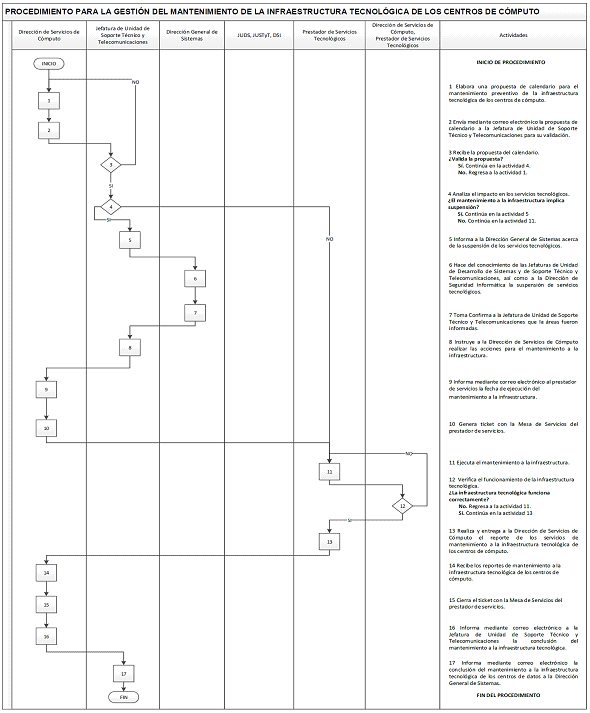 PROCEDIMIENTO PARA LA GESTIÓN DEL MANTENIMIENTO DE LA INFRAESTRUCTURA TECNOLÓGICA DE LOS CENTROS DE CÓMPUTO
Dirección de Servicios de
Cómputo
Jefatura de Unidad de
Soporte Técnico y
Telecomunicaciones
Dirección General de
Sistemas
JUDS, JUSTyT, DSI
Prestador de Servicios
Tecnológicos
Dirección de Servicios de
Cómputo,
Prestador de Servicios
Tecnológicos
Actividades
INICIO
NO
1
2
3
SI
4
SI
NO
5
6
7
8
9
10
11
NO
12
SI
13
14
15
16
17
FIN
INICIO DE PROCEDIMIENTO
1 Elabora una propuesta de calendario para el
mantenimiento preventivo de la infraestructura
tecnológica de los centros de cómputo.
2 Envía mediante correo electrónico la propuesta de
calendario a la Jefatura de Unidad de Soporte
Técnico y Telecomunicaciones para su validación.
3 Recibe la propuesta del calendario.
¿Valida la propuesta?
Sí. Continúa en la actividad 4.
No. Regresa a la actividad 1.
4 Analiza el impacto en los servicios tecnológicos.
¿El mantenimiento a la infraestructura implica
suspensión?
Sí. Continúa en la actividad 5
No. Continúa en la actividad 11.
5 Informa a la Dirección General de Sistemas acerca
de la suspensión de los servicios tecnológicos.
6 Hace del conocimiento de las Jefaturas de Unidad
de Desarrollo de Sistemas y de Soporte Técnico y
Telecomunicaciones, así como a la Dirección de
Seguridad Informática la suspensión de servicios
tecnológicos.
7 Toma Confirma a la Jefatura de Unidad de Soporte
Técnico y Telecomunicaciones que la áreas fueron
informadas.
8 Instruye a la Dirección de Servicios de Cómputo
realizar las acciones para el mantenimiento a la
infraestructura.
9 Informa mediante correo electrónico al prestador
de servicios la fecha de ejecución del
mantenimiento a la infraestructura.
10 Genera ticket con la Mesa de Servicios del
prestador de servicios.
11 Ejecuta el mantenimiento a la infraestructura.
12 Verifica el funcionamiento de la infraestructura
tecnológica.
¿La infraestructura tecnológica funciona
correctamente?
No. Regresa a la actividad 11.
Sí. Continúa en la actividad 13
13 Realiza y entrega a la Dirección de Servicios de
Cómputo el reporte de los servicios de
mantenimiento a la infraestructura tecnológica de
los centros de cómputo.
14 Recibe los reportes de mantenimiento a la
infraestructura tecnológica de los centros de
cómputo.
15 Cierra el ticket con la Mesa de Servicios del
prestador de servicios.
16 Informa mediante correo electrónico a la
Jefatura de Unidad de Soporte Técnico y
Telecomunicaciones la conclusión del
mantenimiento a la infraestructura tecnológica.
17 Informa mediante correo electrónico la
conclusión del mantenimiento a la infraestructura
tecnológica de los centros de datos a la Dirección
General de Sistemas.
FIN DEL PROCEDIMIENTO